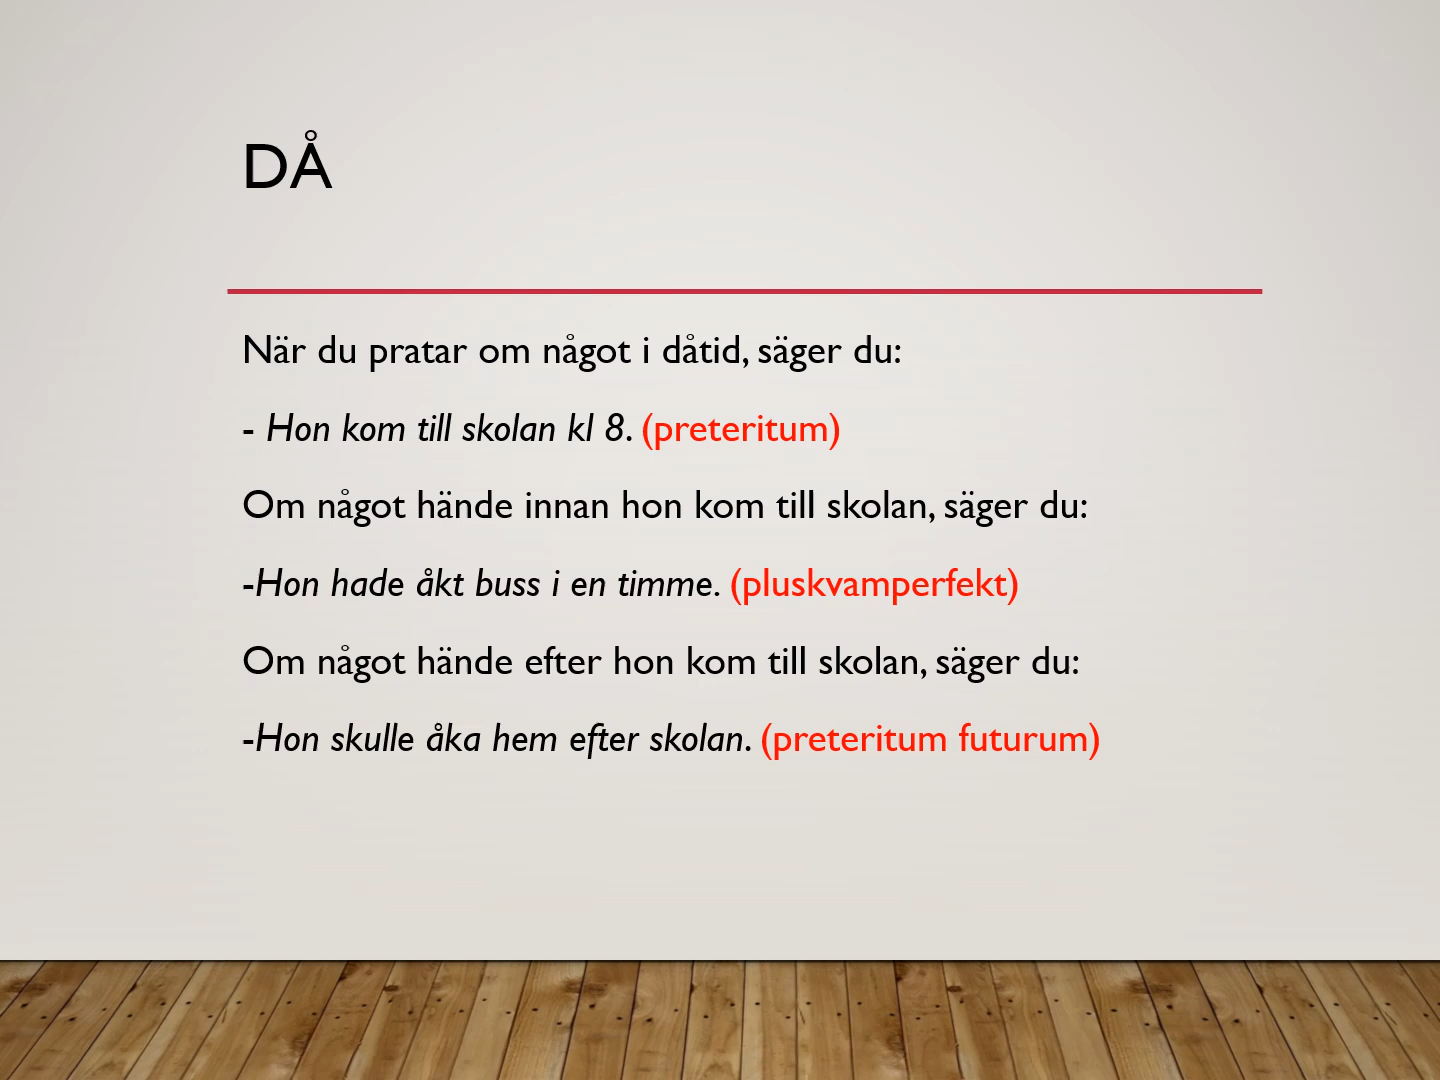 DÅ
När du pratar om något i dåtid, säger du:
- Hon kom till skolan kl 8. (preteritum)
Om något hände innan hon kom till skolan, säger du:
-Hon hade åkt buss i en timme. (pluskvamperfekt)
Om något hände efter hon kom till skolan, säger du:
-Hon skulle åka hem efter skolan. (preteritum futurum)